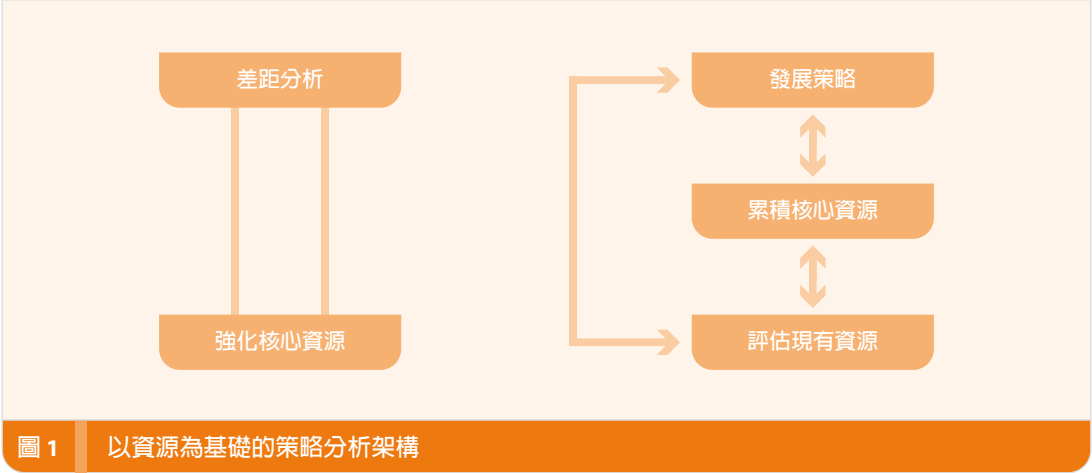 差距分析
強化核心資源
發展策略
累積核心資源
評估現有資源
圖 1 以資源為基礎的策略分析架構